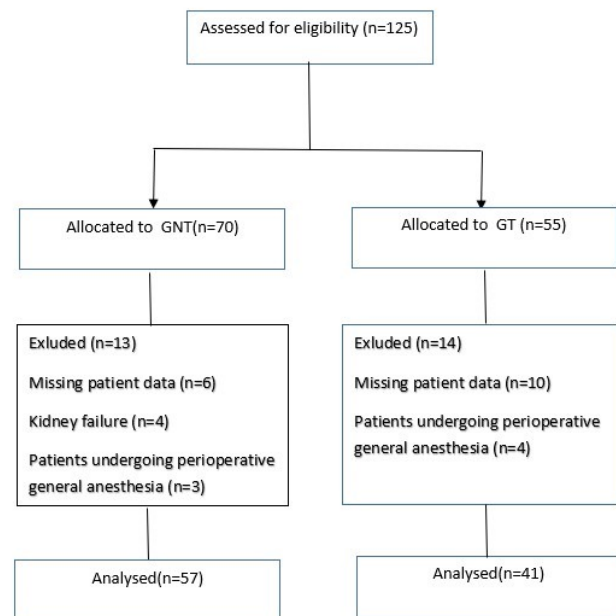 Assessed for eligibility (n=125)
Allocated to GNT(n=70)
Allocated to GT (n=55)
Exluded (n=13)
Missing patient data (n=6)
Kidney failure (n=4)
Patients undergoing perioperative
general anesthesia (n=3)
Exluded (n=14)
Missing patient data (n=10)
Patients undergoing perioperative
general anesthesia (n=4)
Analysed(n=57)
Analysed(n=41)